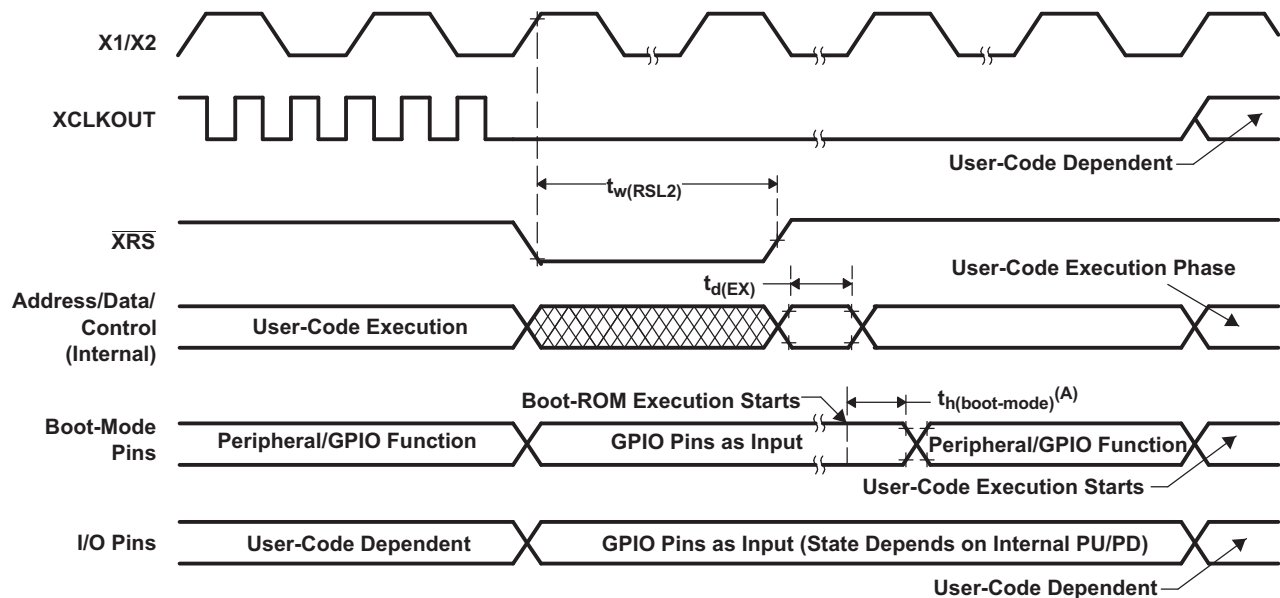 X1/X2
XCLKOUT
User-Code Dependent
tw(RSL2)
XRS
User-Code Execution Phase
td(EX)
Address/Data/
Control
(Internal)
User-Code Execution
Boot-ROM Execution Starts
th(boot-mode)(A)
Boot-Mode
Pins
Peripheral/GPIO Function
GPIO Pins as Input
Peripheral/GPIO Function
User-Code Execution Starts
I/O Pins
User-Code Dependent
GPIO Pins as Input (State Depends on Internal PU/PD)
User-Code Dependent